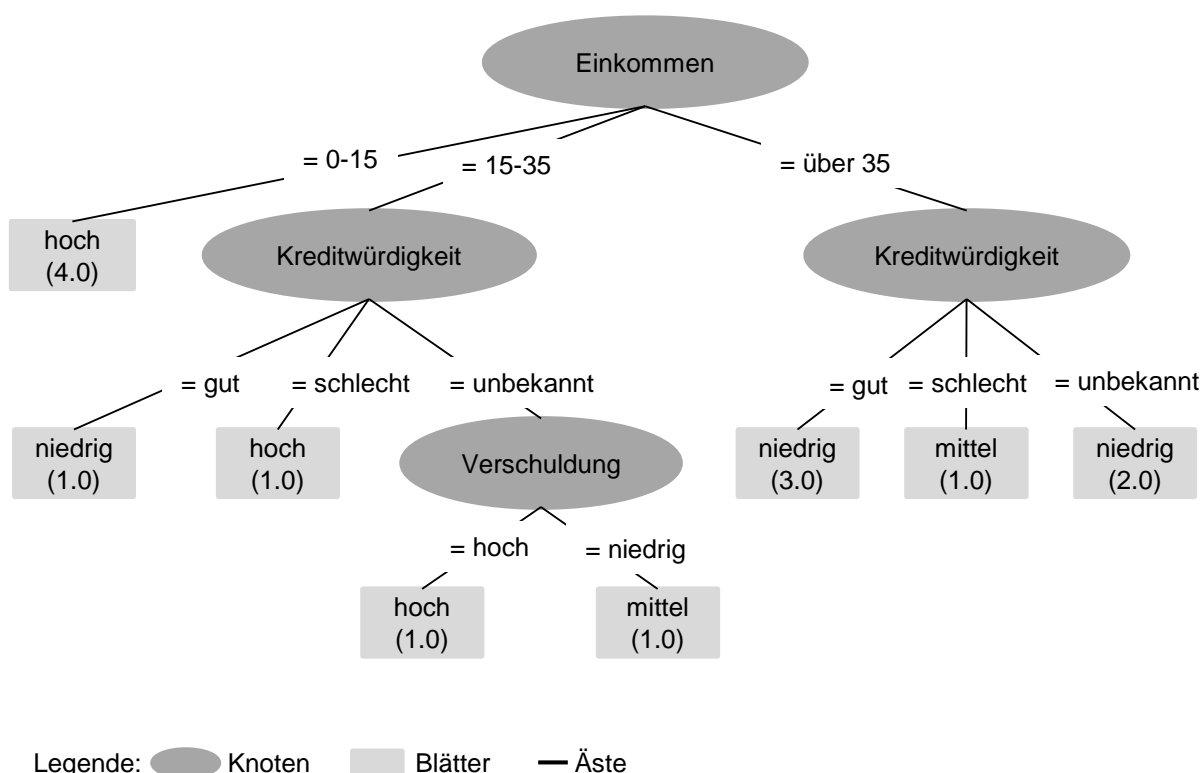 Einkommen
= 0-15
= 15-35
= über 35
hoch
(4.0)
Kreditwürdigkeit
Kreditwürdigkeit
= gut
= schlecht
= unbekannt
= gut
= schlecht
= unbekannt
niedrig
(1.0)
hoch
(1.0)
Verschuldung
niedrig
(3.0)
mittel
(1.0)
niedrig
(2.0)
= hoch
= niedrig
hoch
(1.0)
mittel
(1.0)
Legende: Knoten Blätter Äste